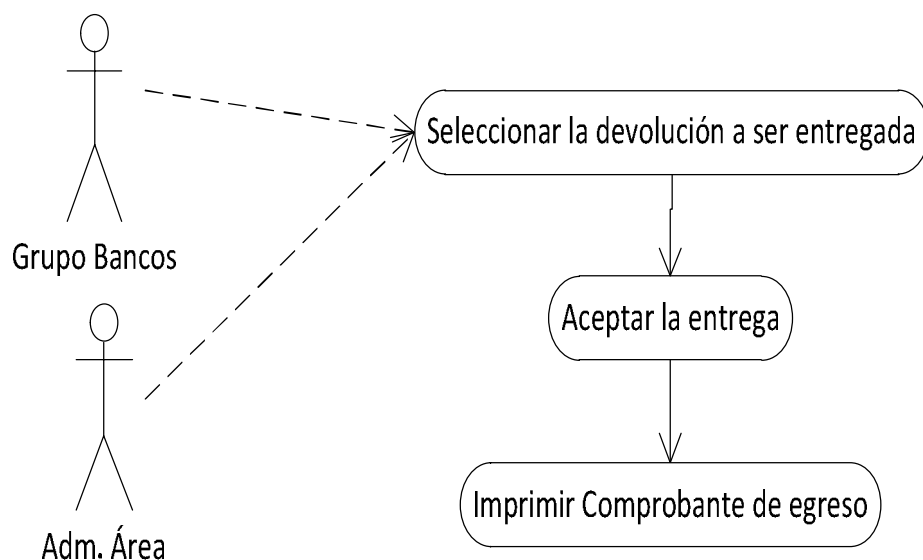 Seleccionar la devolución a ser entregada
Grupo Bancos
Aceptar la entrega
Imprimir Comprobante de egreso
Adm. Área